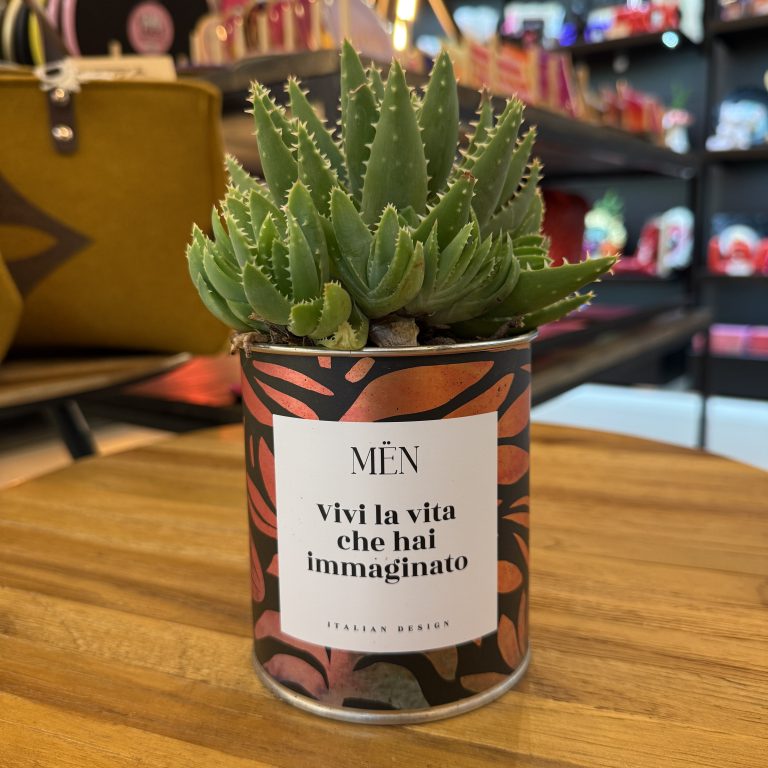 MËN
Vivi la vita
che hai
immaginato
ITALIAN DESIGN